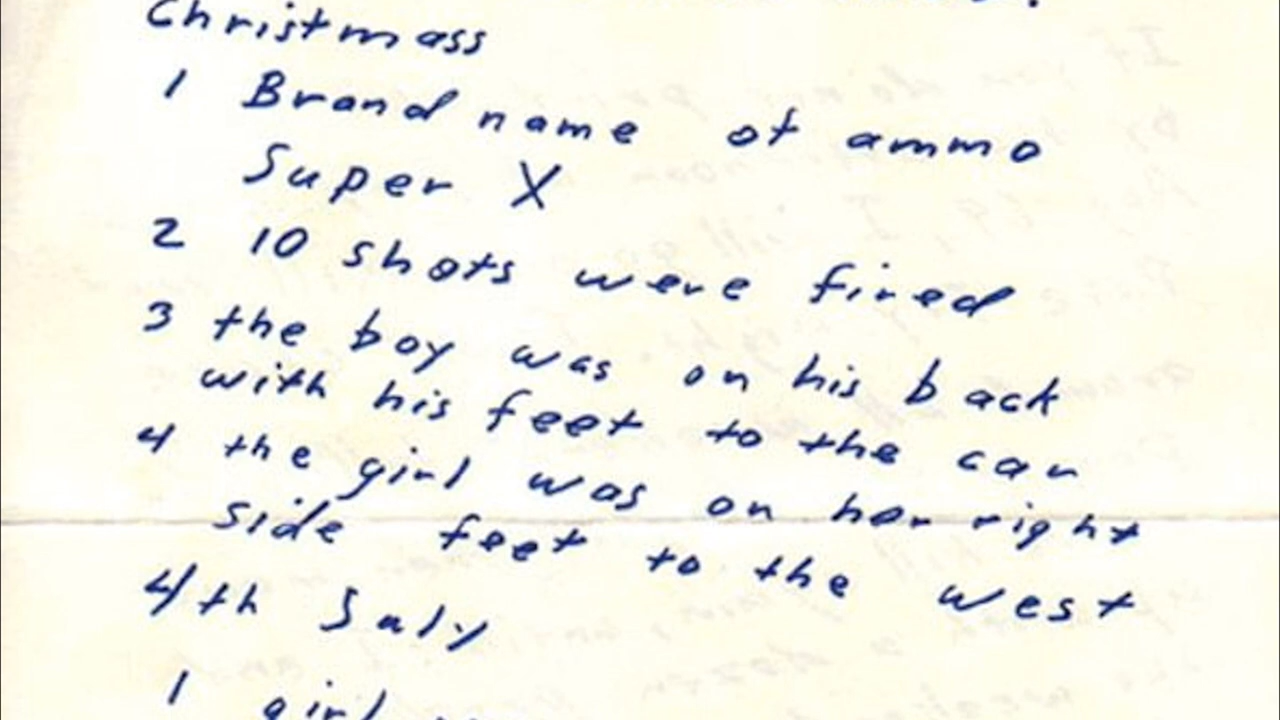 Christmass
1 Brand name of ammo
Super X
2 10 shots were fired
3 the boy was on his back
with his feet to the car
4 the girl was on her right
side feet to the west
4th July
1 girl